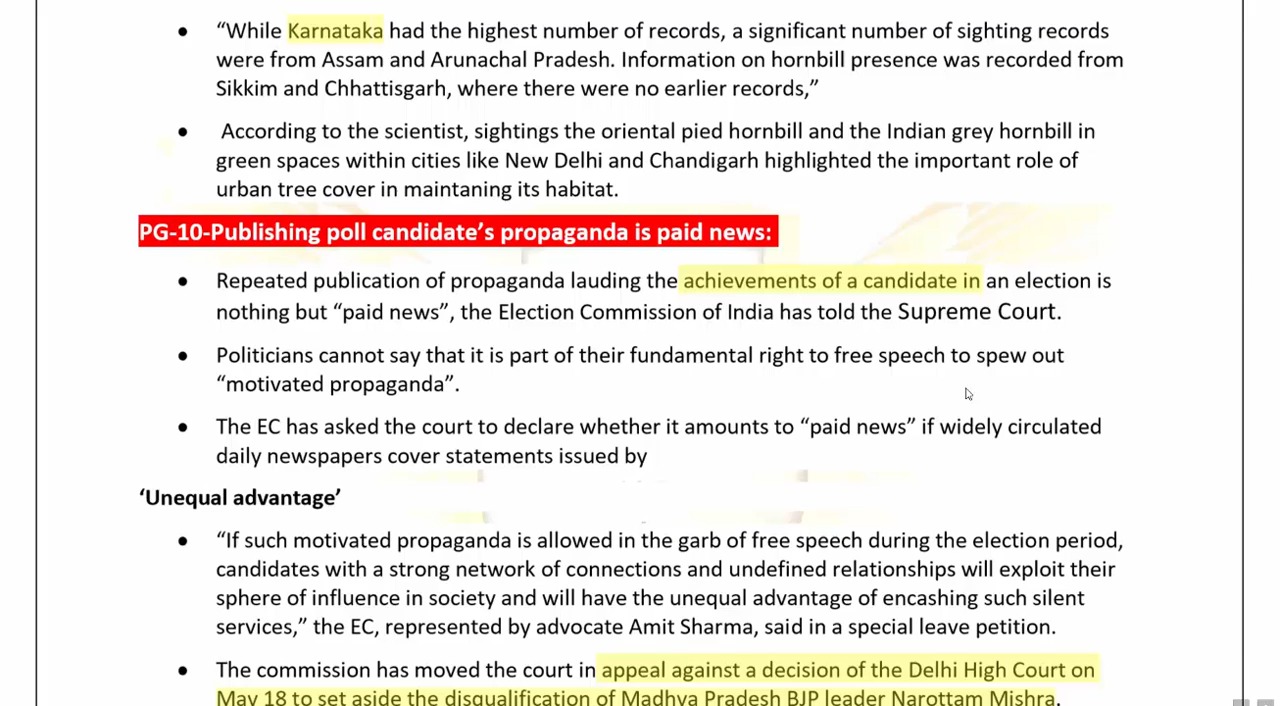 • “While Karnataka had the highest number of records, a significant number of sighting records
were from Assam and Arunachal Pradesh. Information on hornbill presence was recorded from
Sikkim and Chhattisgarh, where there were no earlier records,”
• According to the scientist, sightings the oriental pied hornbill and the Indian grey hornbill in
green spaces within cities like New Delhi and Chandigarh highlighted the important role of
urban tree cover in maintaning its habitat.
PG-10-Publishing poll candidate’s propaganda is paid news:
• Repeated publication of propaganda lauding the achievements of a candidate in an election is
nothing but “paid news”, the Election Commission of India has told the Supreme Court.
• Politicians cannot say that it is part of their fundamental right to free speech to spew out
“motivated propaganda”.
• The EC has asked the court to declare whether it amounts to “paid news” if widely circulated
daily newspapers cover statements issued by
‘Unequal advantage’
• “If such motivated propaganda is allowed in the garb of free speech during the election period,
candidates with a strong network of connections and undefined relationships will exploit their
sphere of influence in society and will have the unequal advantage of encashing such silent
services,” the EC, represented by advocate Amit Sharma, said in a special leave petition.
• The commission has moved the court in appeal against a decision of the Delhi High Court on
May 18 to set aside the disqualification of Madhya Pradesh BJP leader Narottam Mishra.